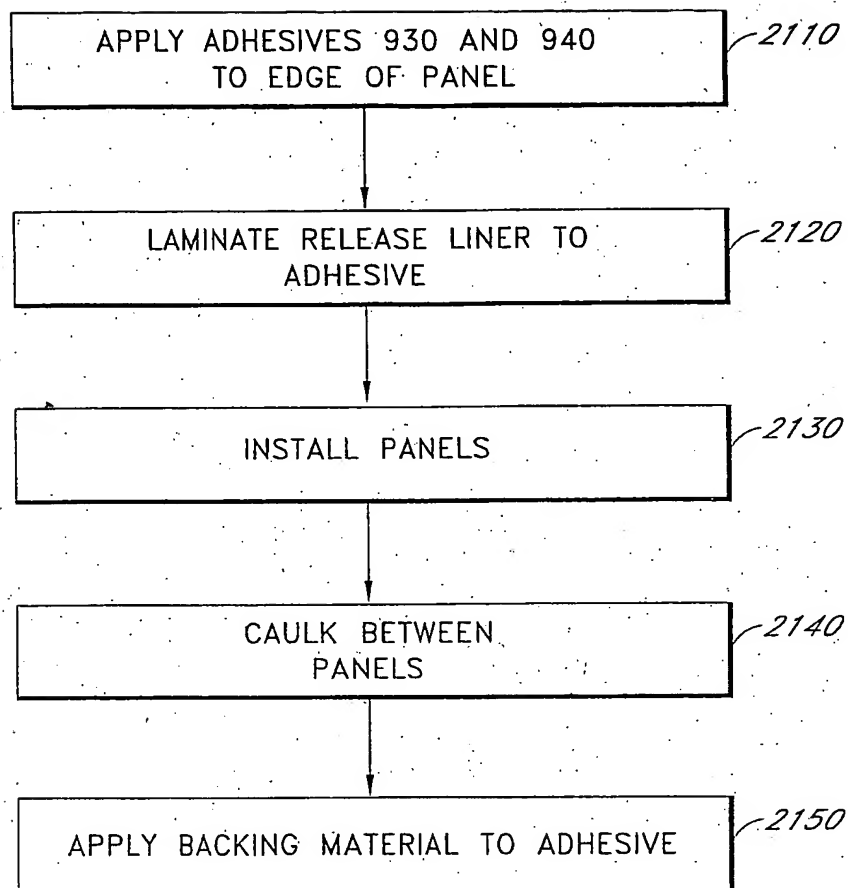 APPLY ADHESIVES 930 AND 940
TO EDGE OF PANEL
2110
LAMINATE RELEASE LINER TO
ADHESIVE
2120
INSTALL PANELS
2130
CAULK BETWEEN
PANELS
2140
APPLY BACKING MATERIAL TO ADHESIVE
2150